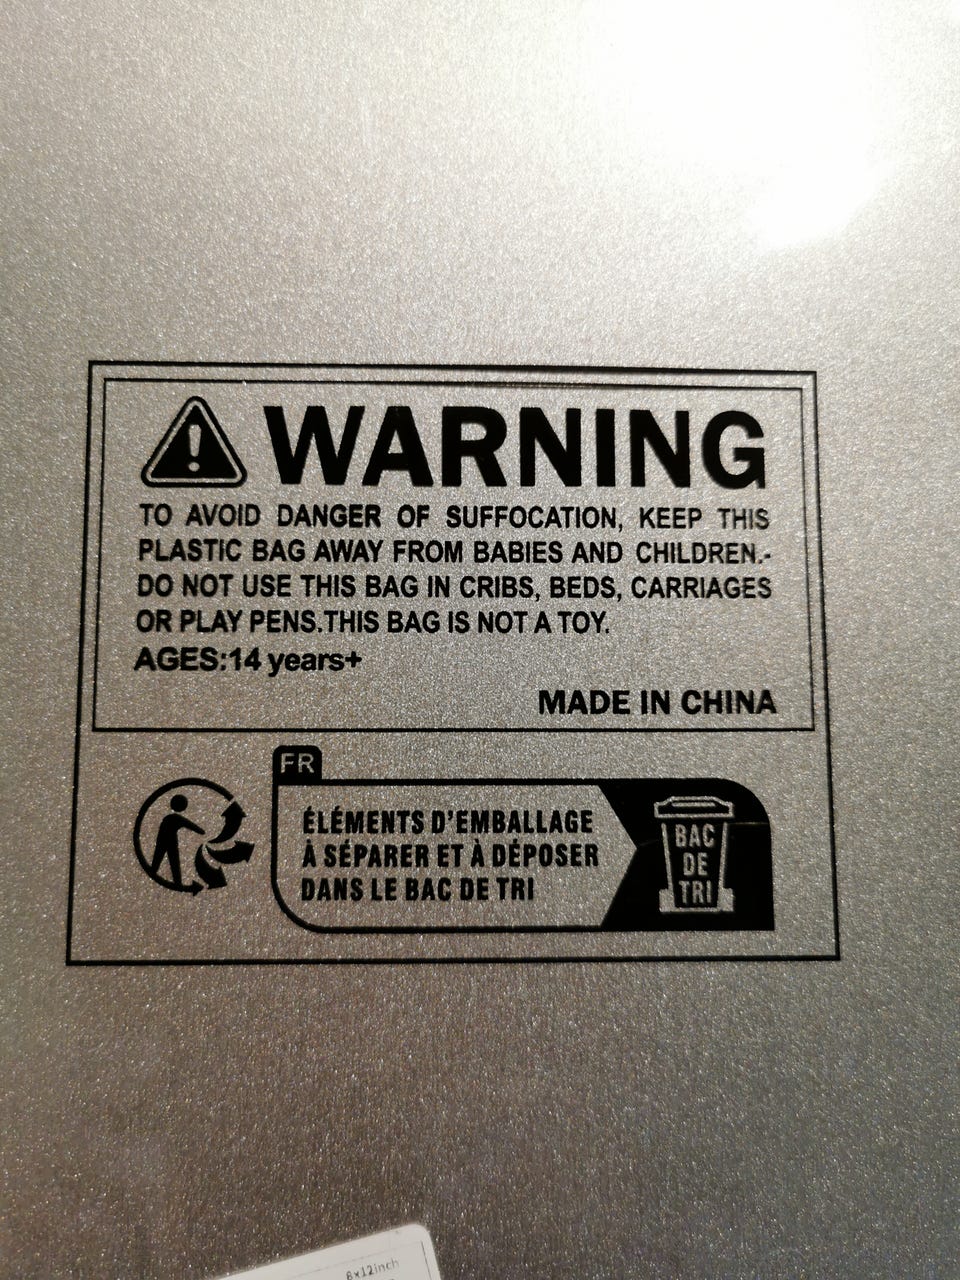 WARNING
TO AVOID DANGER OF SUFFOCATION, KEEP THIS
PLASTIC BAG AWAY FROM BABIES AND CHILDREN.-
DO NOT USE THIS BAG IN CRIBS, BEDS, CARRIAGES
OR PLAY PENS.THIS BAG IS NOT A TOY.
AGES:14 years+
MADE IN CHINA
FR
ÉLÉMENTS D'EMBALLAGE
À SÉPARER ET À DÉPOSER
DANS LE BAC DE TRI
BAC
DE
TRI
8x12inch